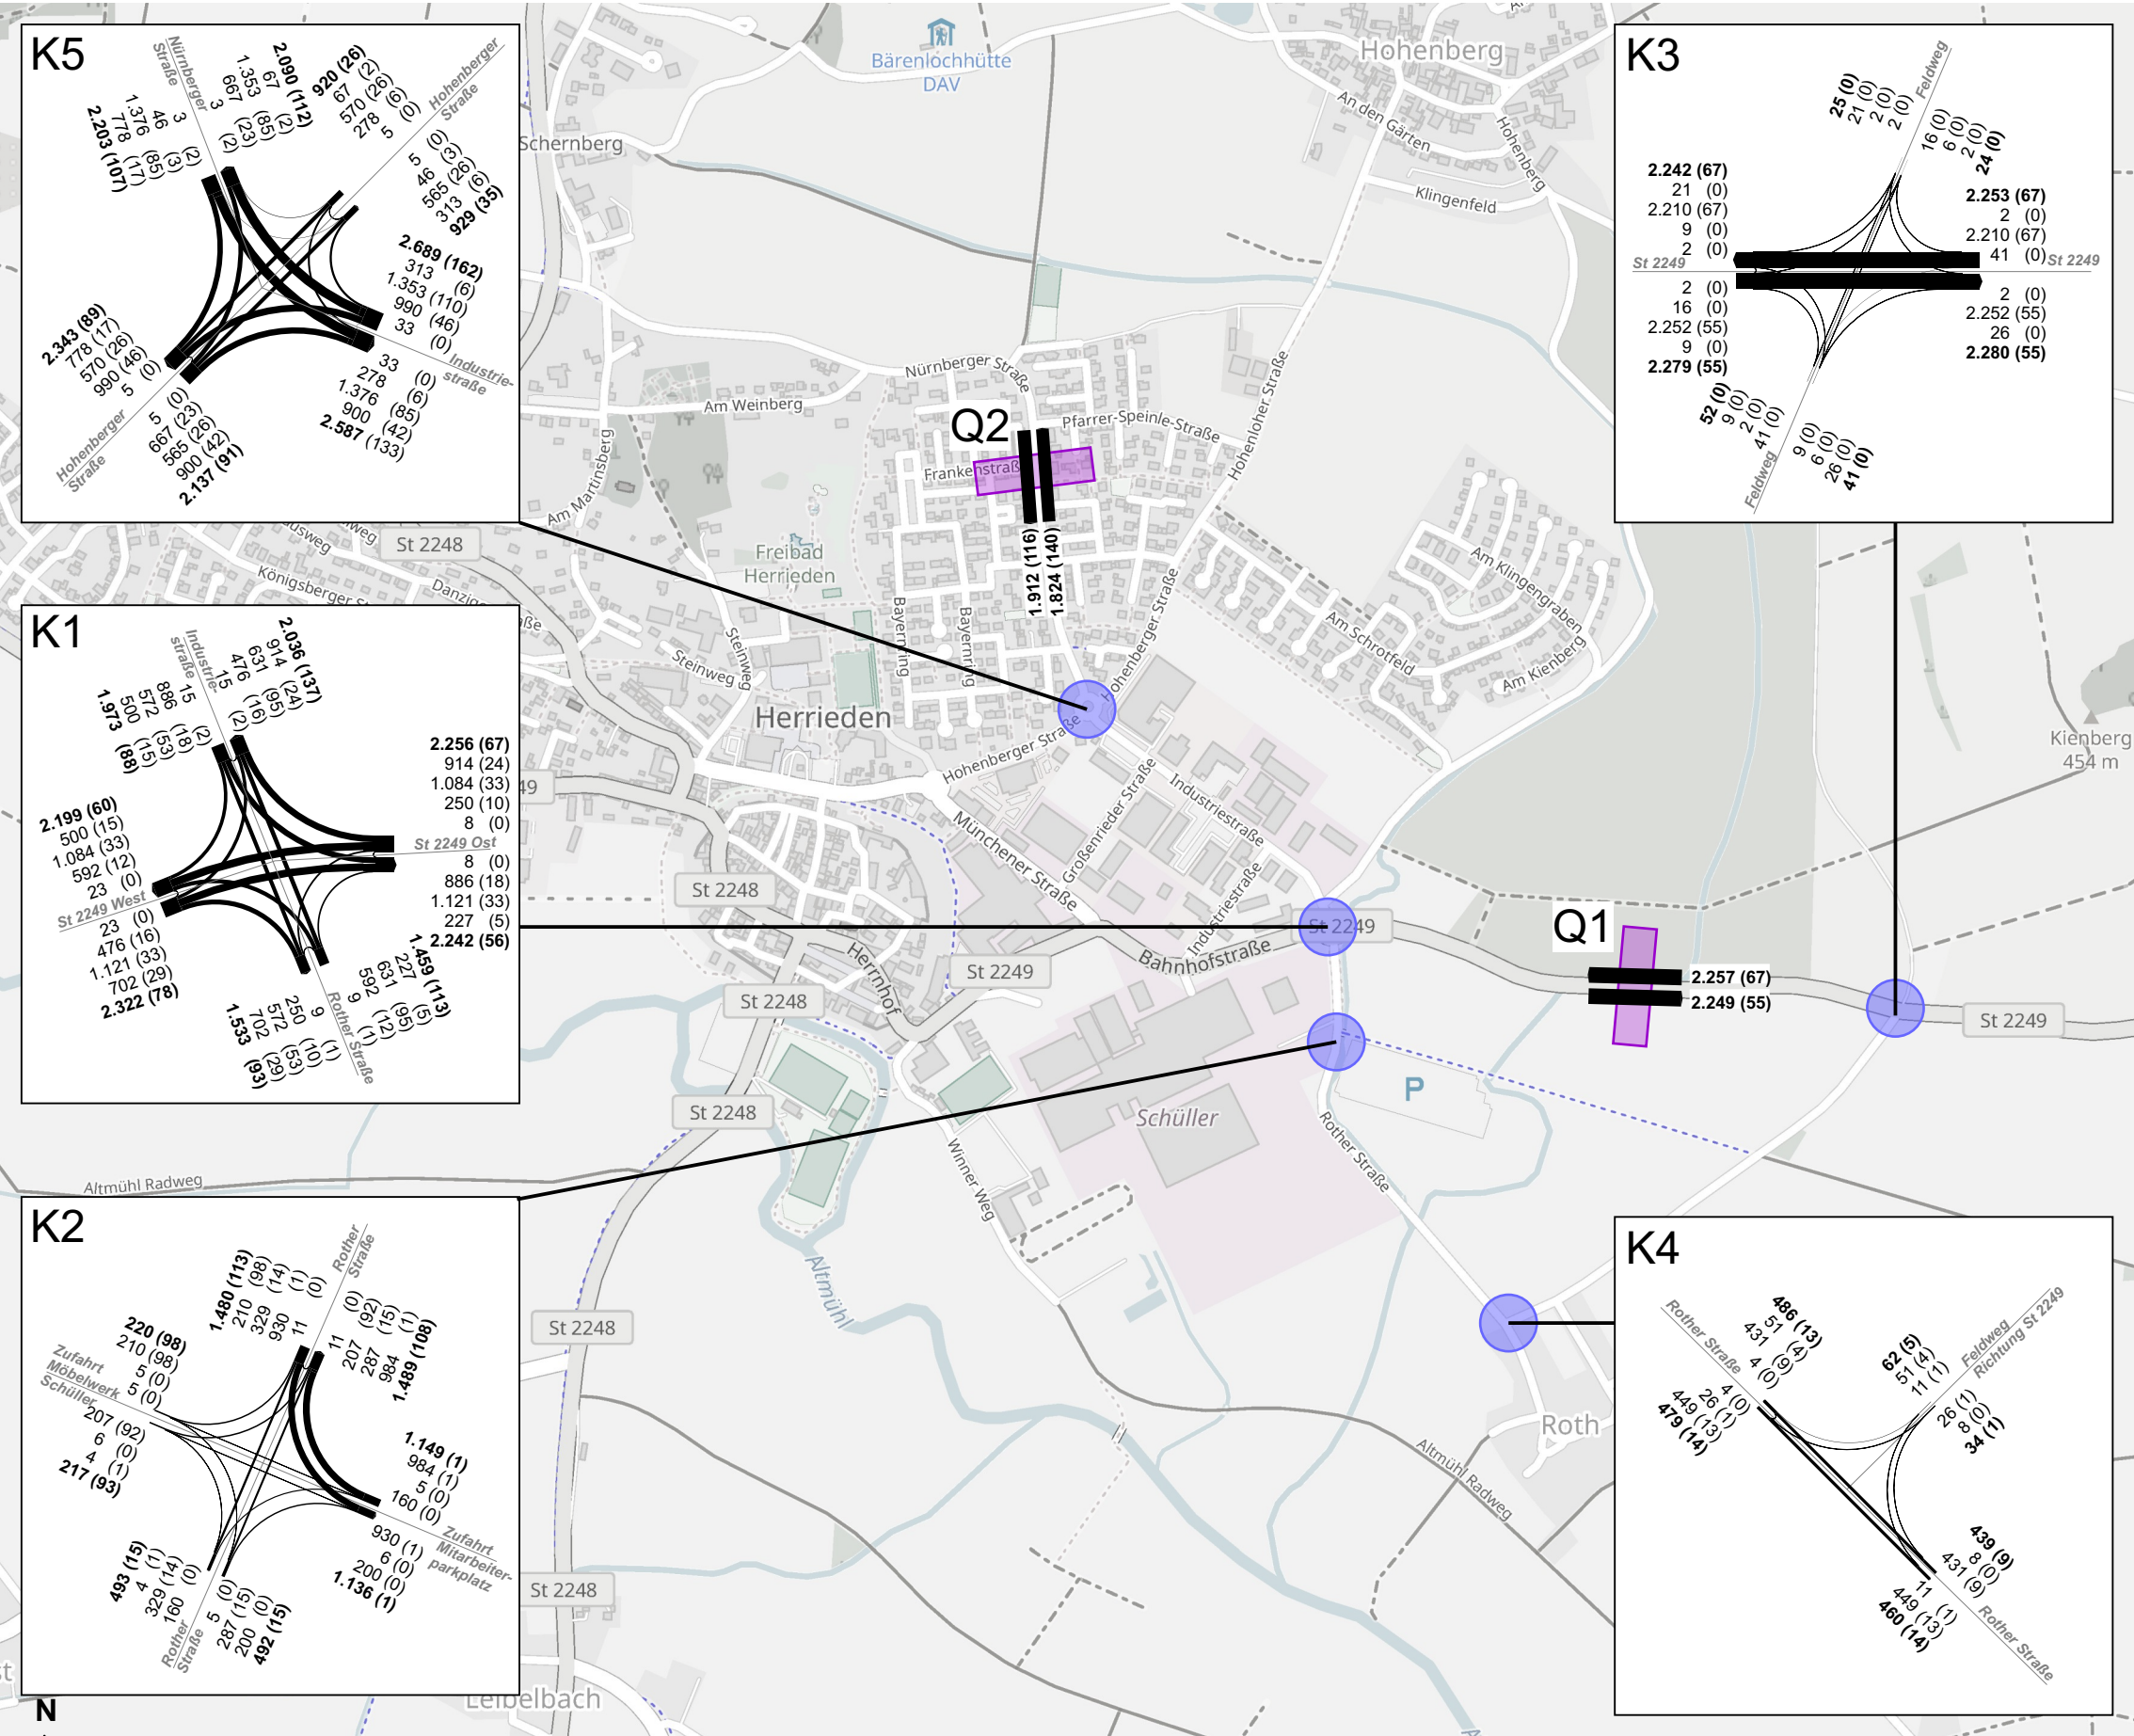 K5
Nürnberger
Straße
3
46
1.376
778
2.203 (107)
(2)
(3)
(85)
(17)
3
667
1.353
67
2.090 (112)
(2)
(23)
(85)
(2)
920 (26)
67 (2)
570 (26)
278 (6)
5 (0)
Hohenberger
Straße
5 (0)
46 (3)
565 (26)
313 (6)
929 (35)
2.689 (162)
313 (6)
1.353 (110)
990 (46)
33 (0)
Industrie-
straße
33 (0)
278 (6)
1.376 (85)
900 (42)
2.587 (133)
2.343 (89)
778 (17)
570 (26)
990 (46)
5 (0)
Hohenberger
Straße
5 (0)
667 (23)
565 (26)
900 (42)
2.137 (91)
K1
Industrie-
straße
15 (2)
886 (18)
572 (53)
500 (15)
1.973 (88)
15 (2)
476 (16)
631 (95)
914 (24)
2.036 (137)
2.256 (67)
914 (24)
1.084 (33)
250 (10)
8 (0)
St 2249 Ost
8 (0)
886 (18)
1.121 (33)
227 (5)
2.242 (56)
2.199 (60)
500 (15)
1.084 (33)
592 (12)
23 (0)
St 2249 West
23 (0)
476 (16)
1.121 (33)
702 (29)
2.322 (78)
9 (1)
250 (10)
572 (53)
702 (29)
1.533 (93)
Rother Straße
9 (1)
592 (12)
631 (95)
227 (5)
1.459 (113)
K2
Rother
Straße
1.480 (113)
210 (98)
329 (14)
930 (1)
11 (0)
11 (0)
207 (92)
287 (15)
984 (1)
1.489 (108)
220 (98)
210 (98)
5 (0)
5 (0)
Zufahrt
Möbelwerk
Schüller
207 (92)
6 (0)
4 (1)
217 (93)
1.149 (1)
984 (1)
5 (0)
160 (0)
Zufahrt
Mitarbeiter-
parkplatz
930 (1)
6 (0)
200 (0)
1.136 (1)
493 (15)
4 (1)
329 (14)
160 (0)
Rother
Straße
5 (0)
287 (15)
200 (0)
492 (15)
K3
Feldweg
25 (0)
21 (0)
2 (0)
2 (0)
16 (0)
6 (0)
2 (0)
24 (0)
2.242 (67)
21 (0)
2.210 (67)
9 (0)
2 (0)
St 2249
2 (0)
16 (0)
2.252 (55)
9 (0)
2.279 (55)
2.253 (67)
2 (0)
2.210 (67)
41 (0)
St 2249
2 (0)
2.252 (55)
26 (0)
2.280 (55)
52 (0)
9 (0)
2 (0)
41 (0)
Feldweg
9 (0)
6 (0)
26 (0)
41 (0)
K4
Rother Straße
486 (13)
51 (4)
431 (9)
4 (0)
4 (0)
26 (1)
449 (13)
479 (14)
62 (5)
51 (4)
11 (1)
Feldweg
Richtung St 2249
26 (1)
8 (0)
34 (1)
439 (9)
8 (0)
431 (9)
11 (1)
449 (13)
460 (14)
Rother Straße
Q2
1.912 (116)
1.824 (140)
Q1
2.257 (67)
2.249 (55)
Bärenlochhütte
DAV
Hohenberg
An den Gärten
Hohenberg
Klingenfeld
Schernberg
Nürnberger Straße
Am Weinberg
Pfarrer-Speinle-Straße
Hohenloher Straße
Am Martinsberg
Freibad
Herrieden
Bayernring
Bayernring
Steinweg
Steinweg
Königsberger
Herrieden
Hohenberger Straße
Hohenberger Straße
Am Klingengraben
Am Schrotfeld
Am Kienberg
Kienberg
454 m
Münchener Straße
Großenrieder Straße
Industriestraße
Industriestraße
Bahnhofstraße
Herrnhof
St 2248
St 2248
St 2248
St 2248
St 2248
St 2248
St 2249
St 2249
St 2249
49
Schüller
P
Rother Straße
Winner Weg
Altmühl
Altmühl Radweg
Altmühl Radweg
Roth
Leibelbach
N